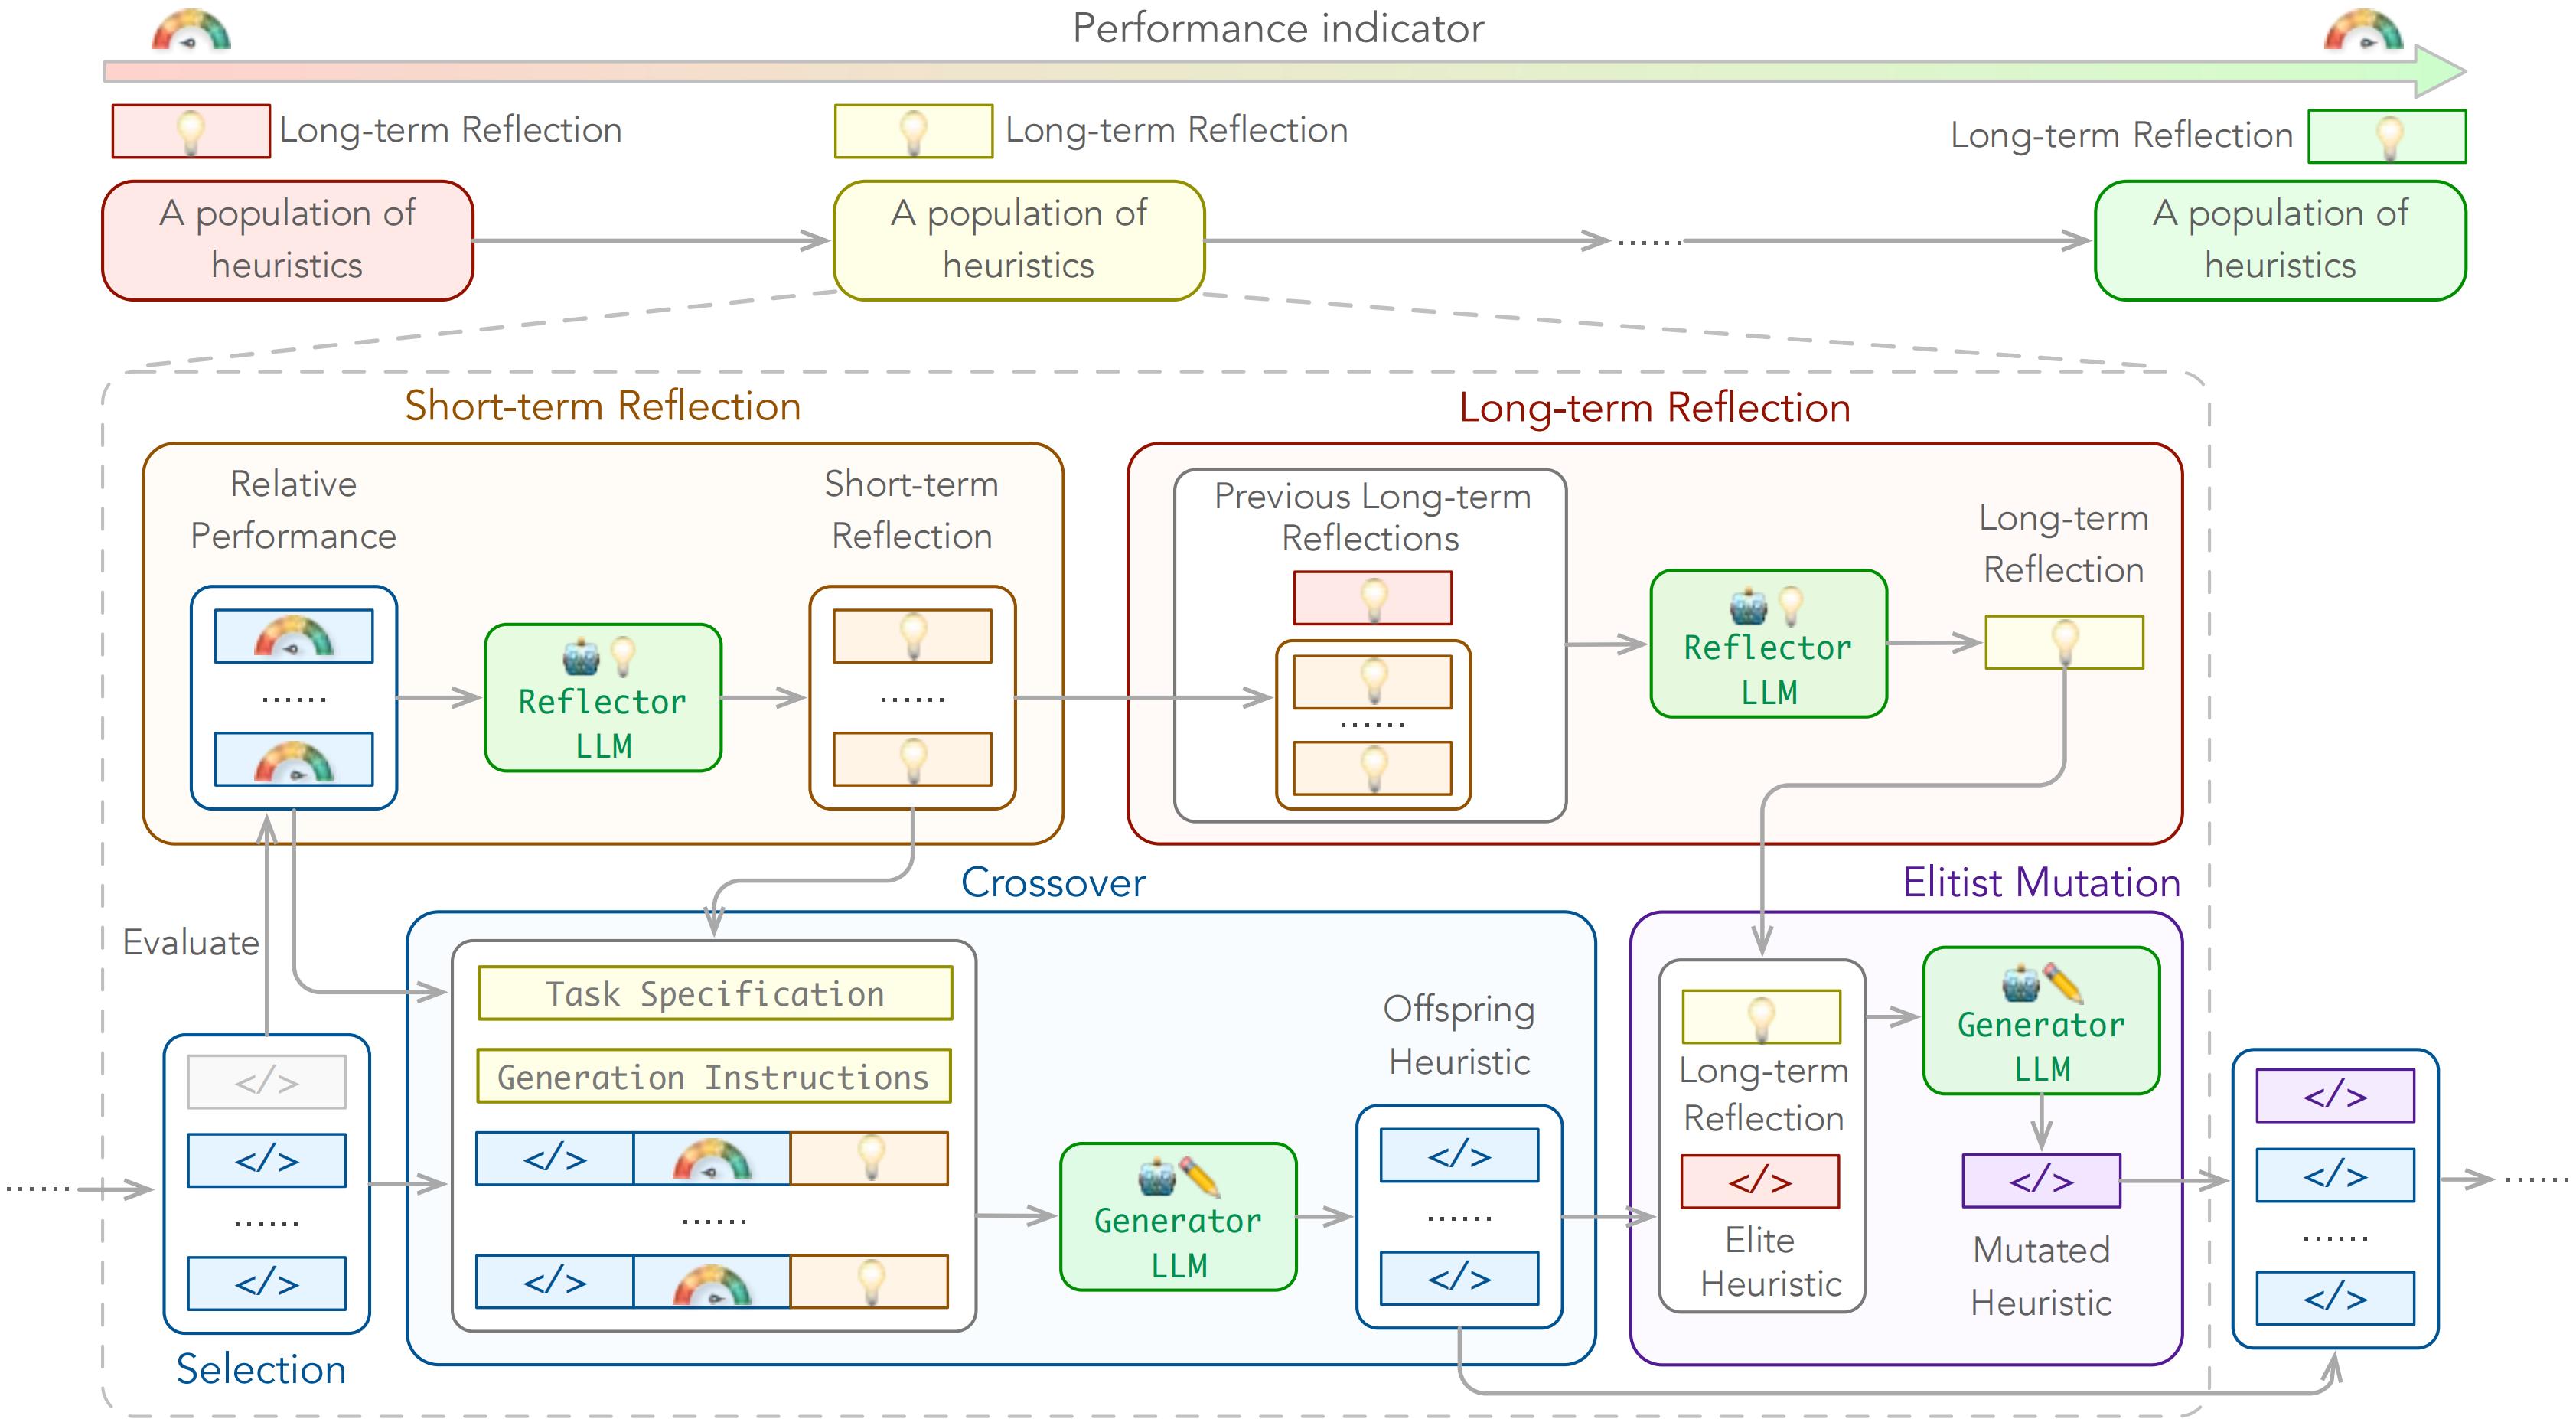 Performance indicator
Long-term Reflection
Long-term Reflection
Long-term Reflection
A population of
heuristics
A population of
heuristics
......
A population of
heuristics
Short-term Reflection
Long-term Reflection
Relative
Performance
Short-term
Reflection
......
Reflector
LLM
......
Previous Long-term
Reflections
......
Reflector
LLM
Long-term
Reflection
Evaluate
Crossover
Elitist Mutation
......
</>
</>
......
</>
Selection
Task Specification
Generation Instructions
</>
......
</>
Generator
LLM
Offspring
Heuristic
</>
......
</>
Long-term
Reflection
</>
Elite
Heuristic
Generator
LLM
</>
Mutated
Heuristic
</>
</>
......
</>
......